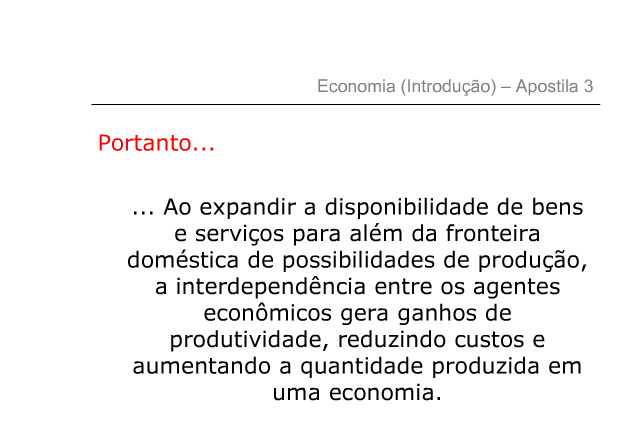 Economia (Introdução) – Apostila 3
Portanto...
... Ao expandir a disponibilidade de bens
e serviços para além da fronteira
doméstica de possibilidades de produção,
a interdependência entre os agentes
econômicos gera ganhos de
produtividade, reduzindo custos e
aumentando a quantidade produzida em
uma economia.